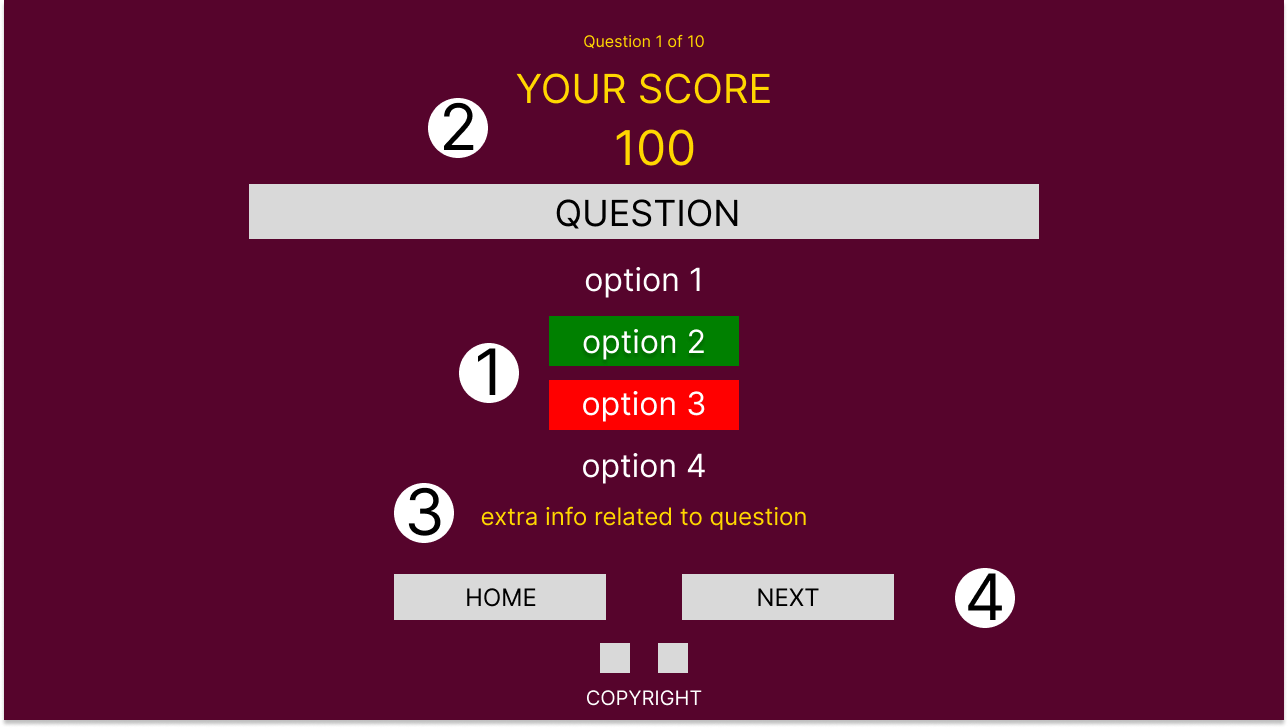 Question 1 of 10
YOUR SCORE
2
100
QUESTION
option 1
option 2
1
option 3
option 4
3
extra info related to question
HOME
NEXT
4
COPYRIGHT